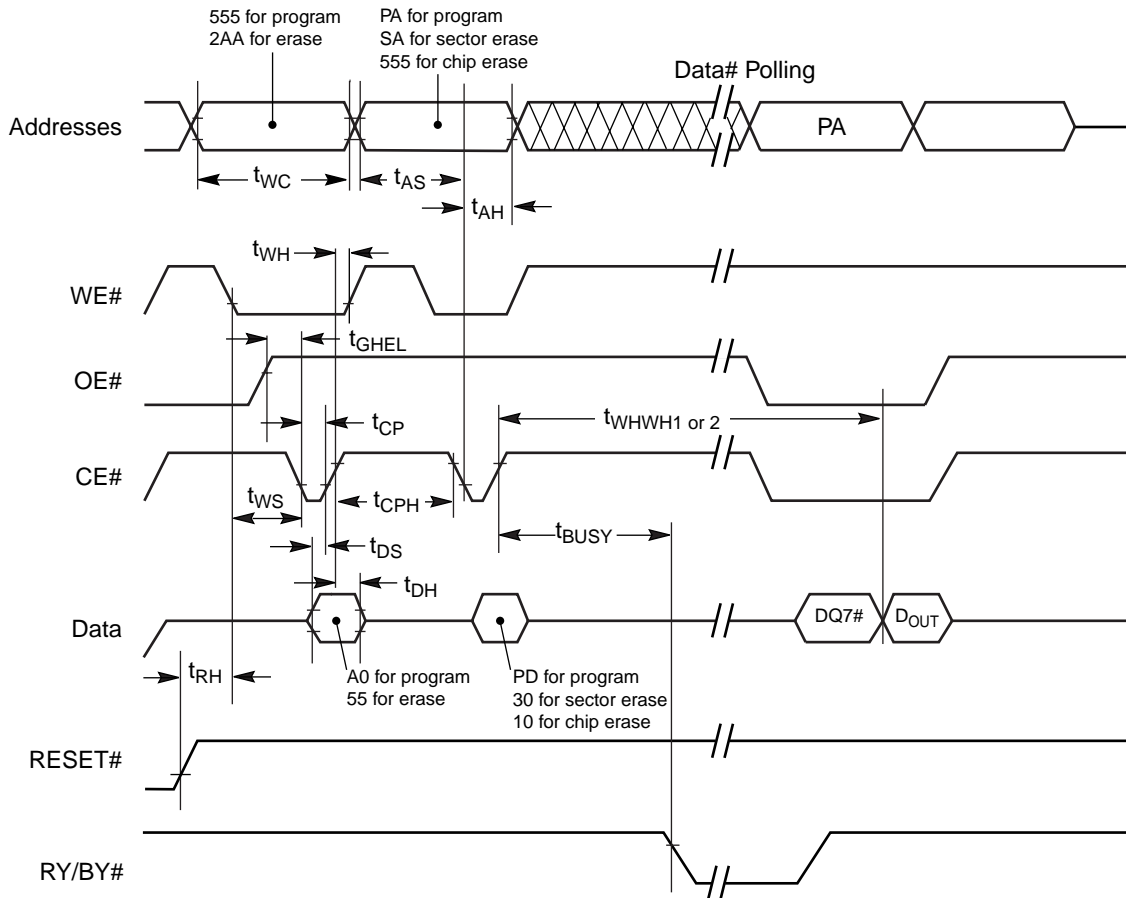 555 for program
2AA for erase
PA for program
SA for sector erase
555 for chip erase
Data# Polling
Addresses
PA
tWC
tAS
tAH
tWH
WE#
tGHEL
OE#
tCP
tWHWH1 or 2
CE#
tWS
tCPH
tBUSY
tDS
tDH
Data
DQ7#
DOUT
tRH
A0 for program
55 for erase
PD for program
30 for sector erase
10 for chip erase
RESET#
RY/BY#